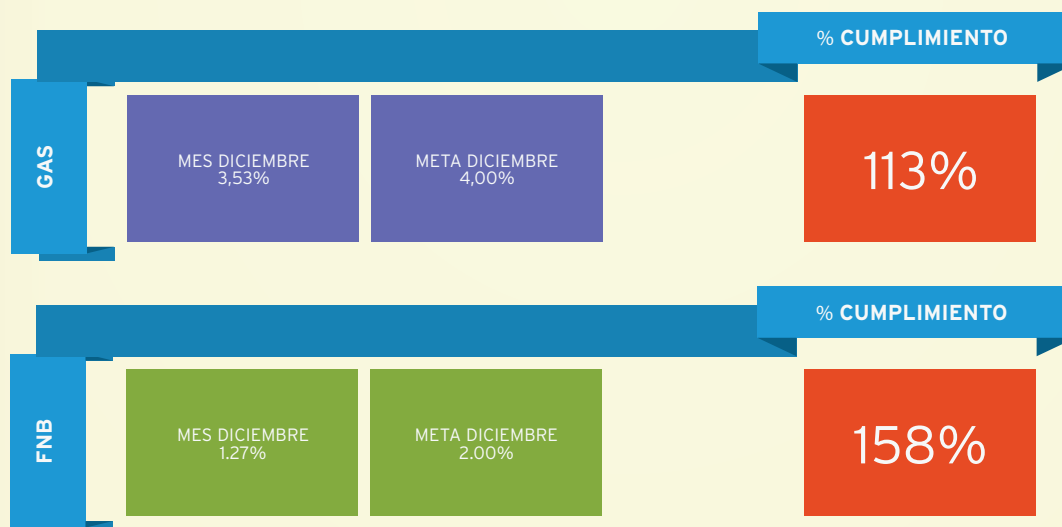 % CUMPLIMIENTO
GAS
MES DICIEMBRE
3,53%
META DICIEMBRE
4,00%
113%
% CUMPLIMIENTO
FNB
MES DICIEMBRE
1.27%
META DICIEMBRE
2.00%
158%